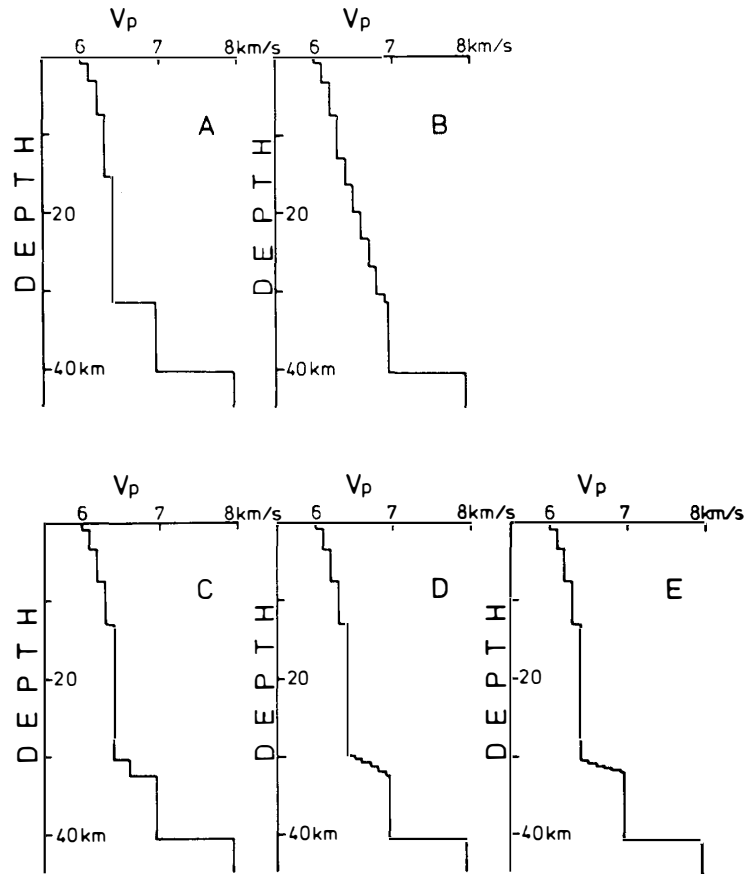 Vp Vp
6 7 8km/s 6 7 8km/s
A B
DEPTH DEPTH
20 20
40km 40km
Vp Vp Vp
6 7 8km/s 6 7 8km/s 6 7 8km/s
C D E
DEPTH DEPTH DEPTH
20 20 20
40km 40km 40km